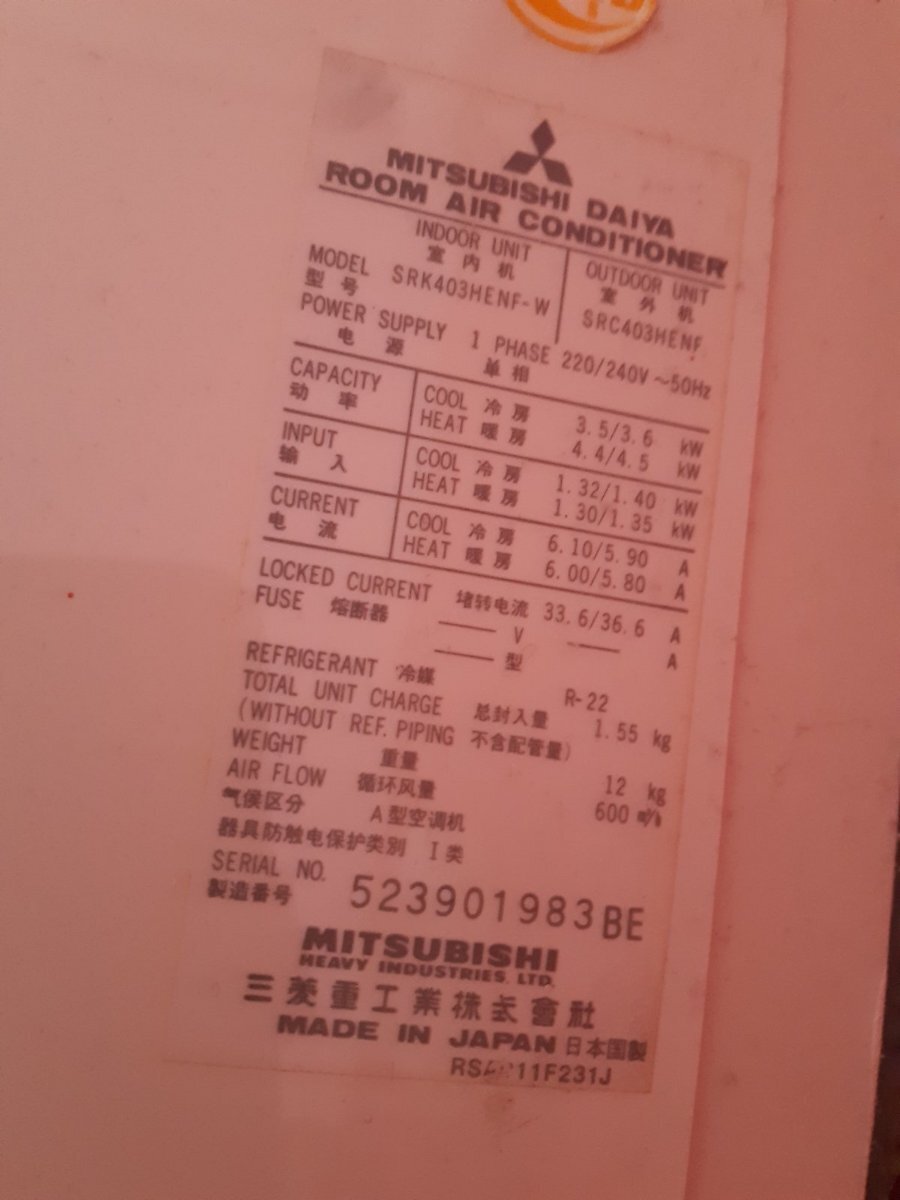 MITSUBISHI DAIYA
ROOM AIR CONDITIONER
INDOOR UNIT OUTDOOR UNIT
室内机 室外机
MODEL SRK403HENF-W SRC403HENF
型号
POWER SUPPLY 1 PHASE 220/240V ~50Hz
电源 单相
CAPACITY COOL 冷房 3.5/3.6 kW
动率 HEAT 暖房 4.4/4.5 kW
INPUT COOL 冷房 1.32/1.40 kW
输入 HEAT 暖房 1.30/1.35 kW
CURRENT COOL 冷房 6.10/5.90 A
电流 HEAT 暖房 6.00/5.80 A
LOCKED CURRENT 堵转电流 33.6/36.6 A
FUSE 熔断器 —— V —— A
—— 型
REFRIGERANT 冷媒 R-22
TOTAL UNIT CHARGE 总封入量 1.55 kg
(WITHOUT REF. PIPING 不含配管量)
WEIGHT 重量 12 kg
AIR FLOW 循环风量 600 m³/h
气侯区分 A型空调机
器具防触电保护类别 I类
SERIAL NO. 523901983BE
製造番号
MITSUBISHI
HEAVY INDUSTRIES, LTD.
三菱重工業株式會社
MADE IN JAPAN 日本国製